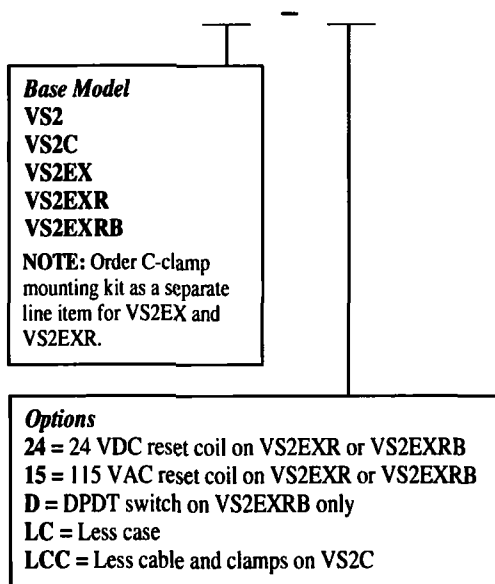 –
Base Model
VS2
VS2C
VS2EX
VS2EXR
VS2EXRB
NOTE: Order C-clamp
mounting kit as a separate
line item for VS2EX and
VS2EXR.
Options
24 = 24 VDC reset coil on VS2EXR or VS2EXRB
15 = 115 VAC reset coil on VS2EXR or VS2EXRB
D = DPDT switch on VS2EXRB only
LC = Less case
LCC = Less cable and clamps on VS2C